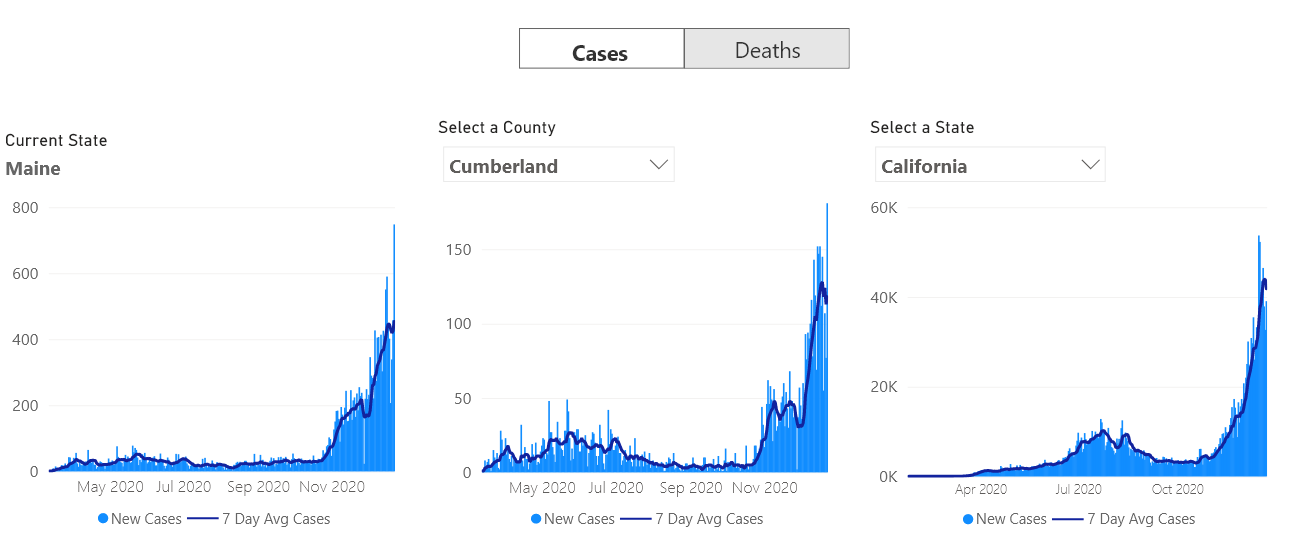 Cases Deaths
Current State
Maine
800
600
400
200
0
May 2020 Jul 2020 Sep 2020 Nov 2020
New Cases 7 Day Avg Cases
Select a County
Cumberland
150
100
50
0
May 2020 Jul 2020 Sep 2020 Nov 2020
New Cases 7 Day Avg Cases
Select a State
California
60K
40K
20K
0K
Apr 2020 Jul 2020 Oct 2020
New Cases 7 Day Avg Cases